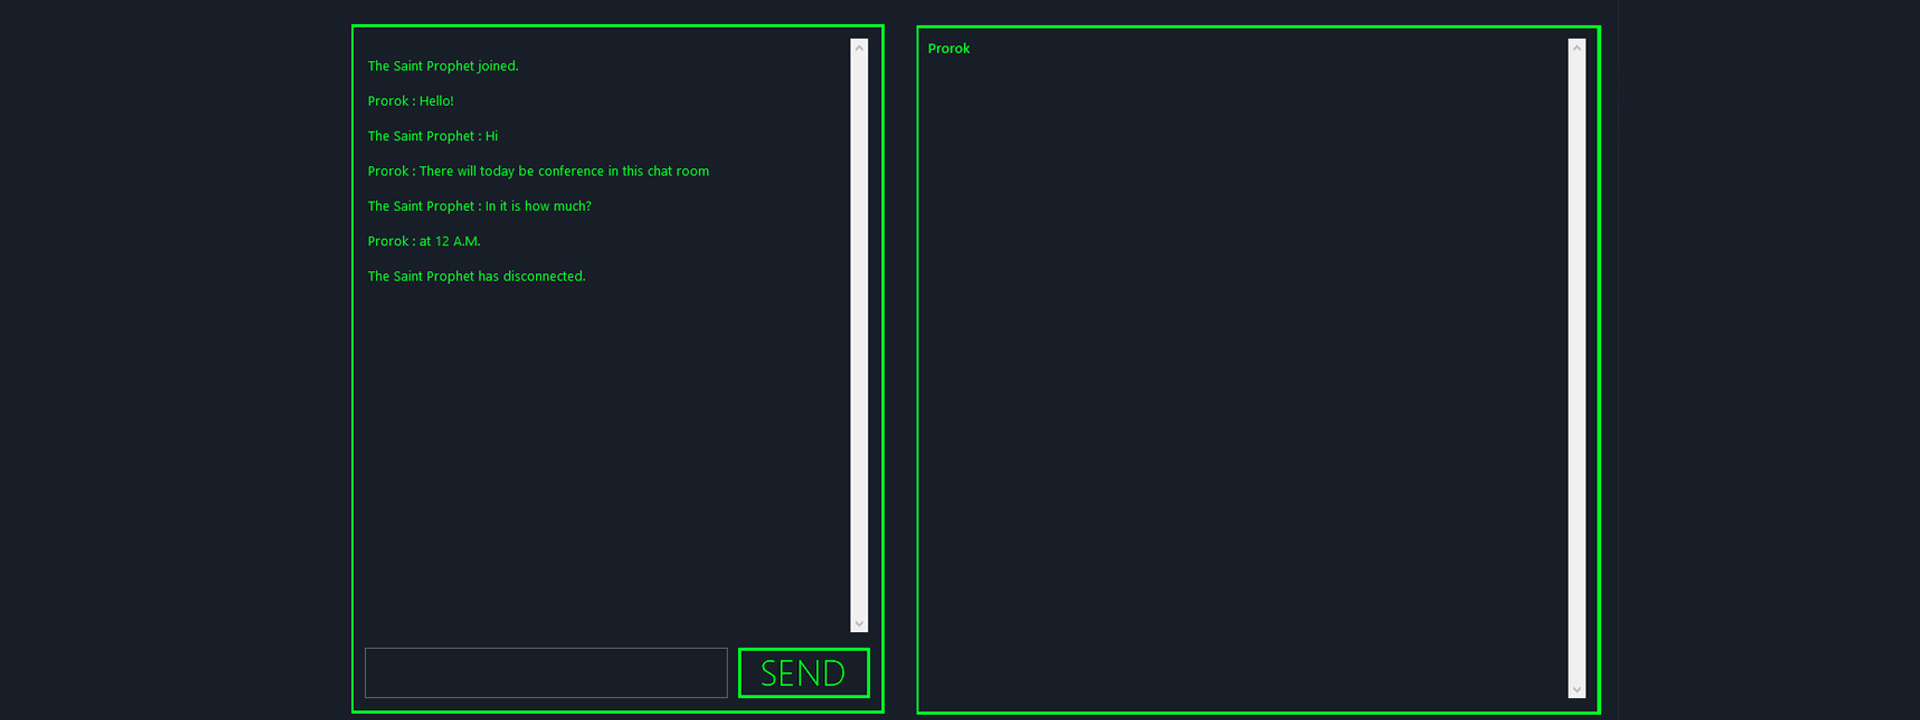 The Saint Prophet joined.
Prorok : Hello!
The Saint Prophet : Hi
Prorok : There will today be conference in this chat room
The Saint Prophet : In it is how much?
Prorok : at 12 A.M.
The Saint Prophet has disconnected.
SEND
Prorok